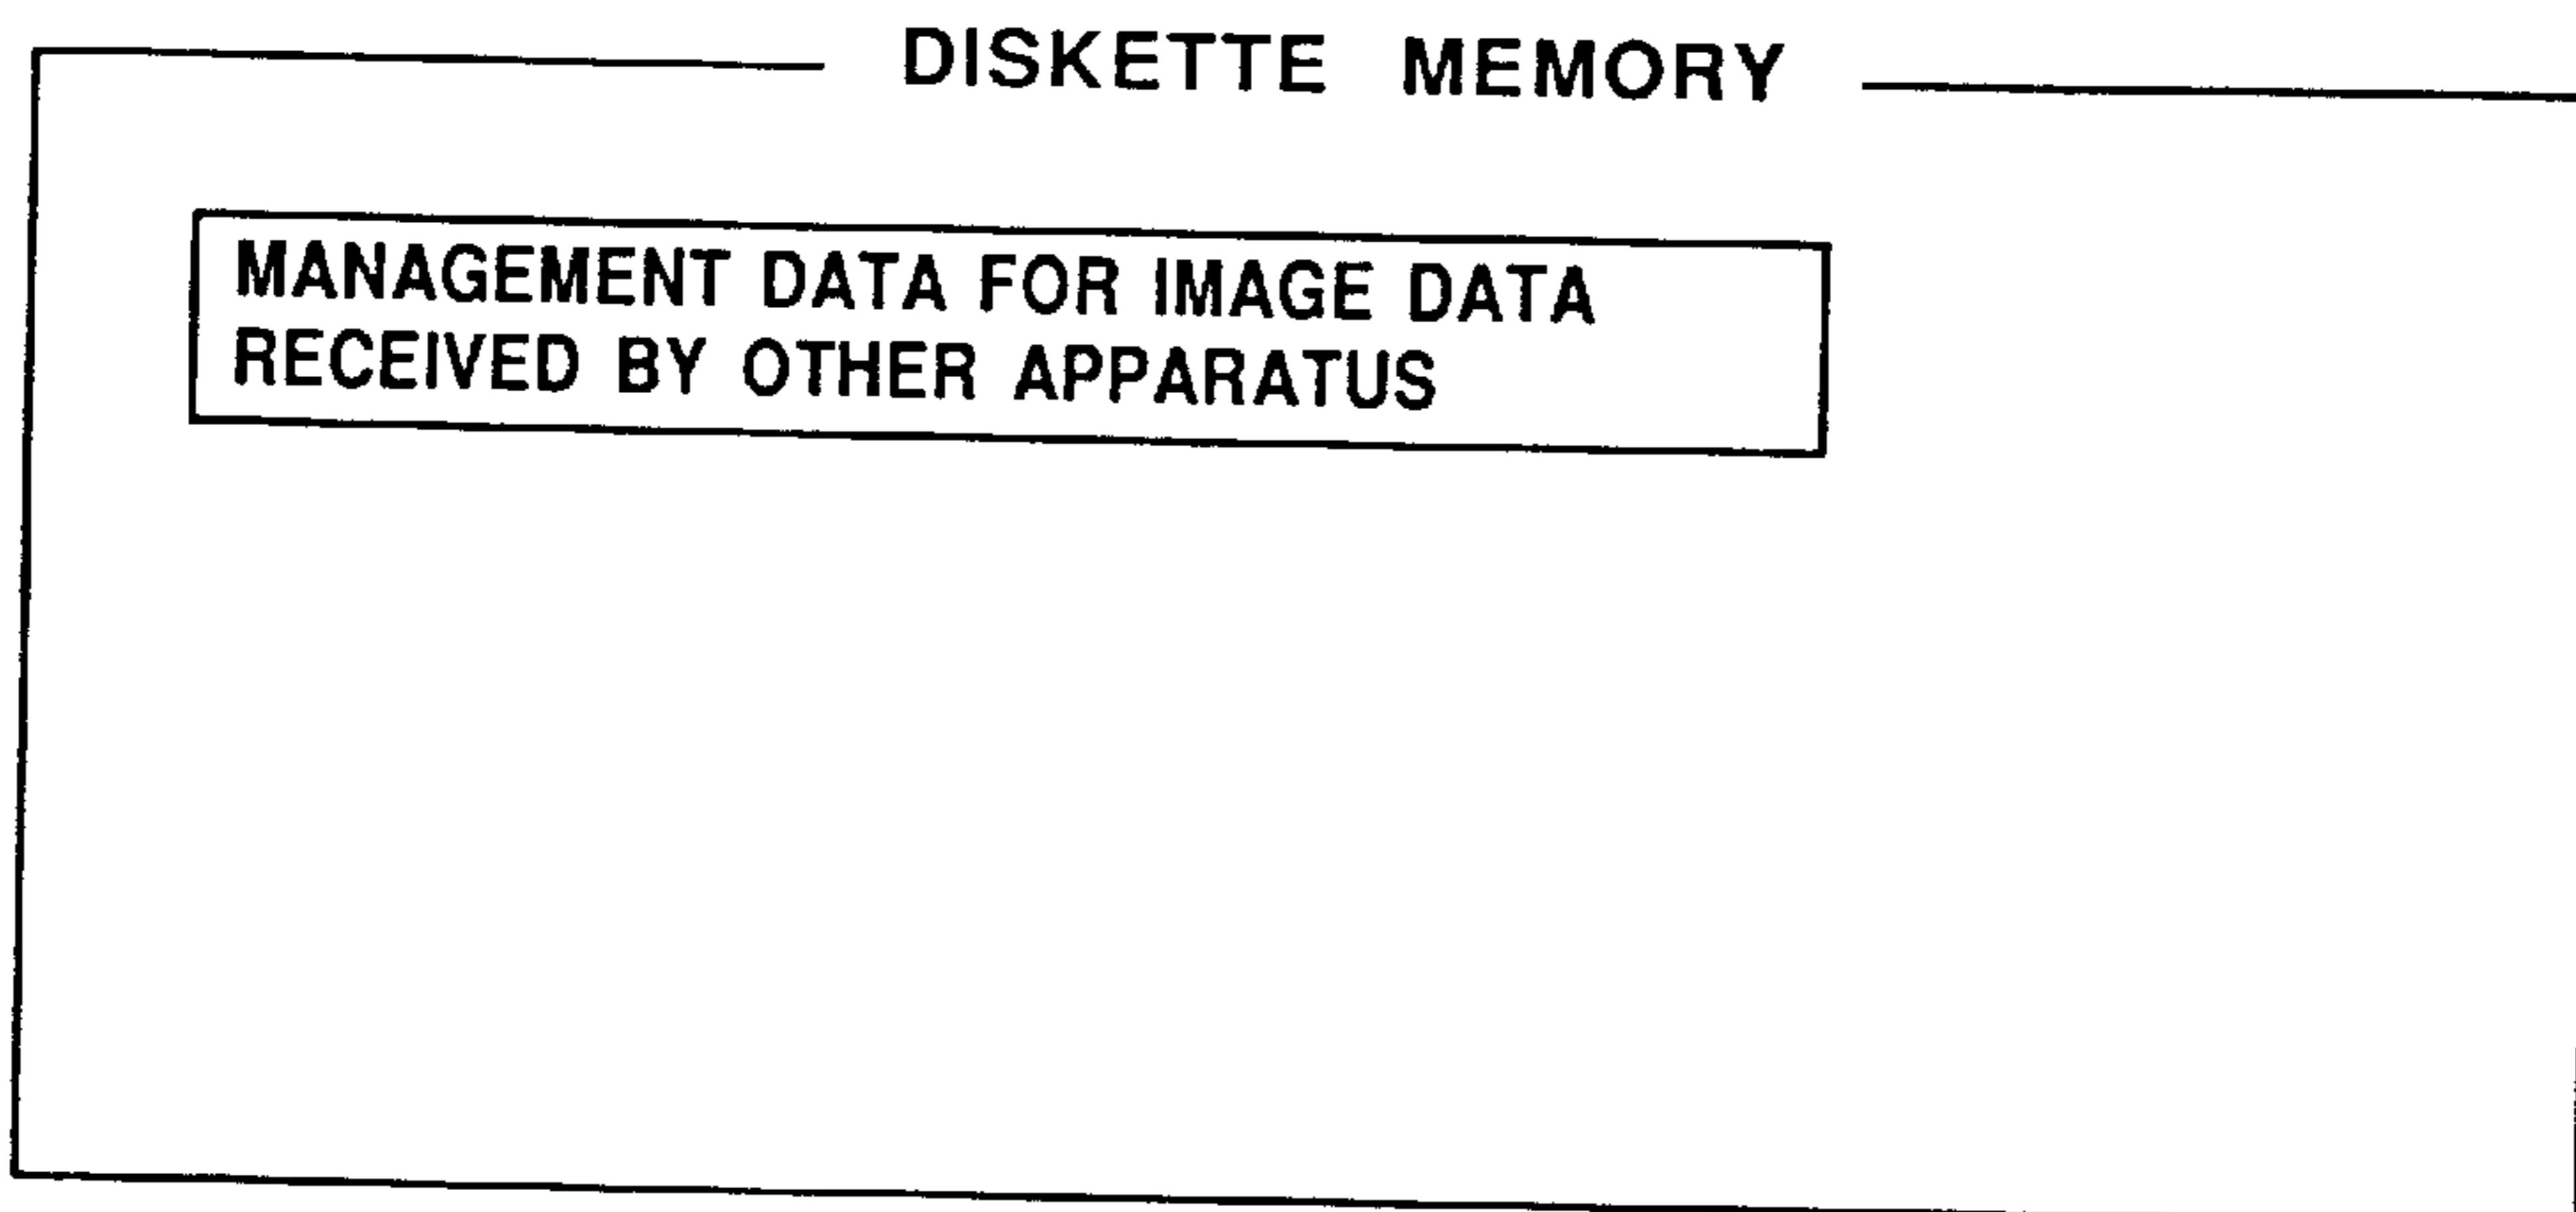 DISKETTE MEMORY
MANAGEMENT DATA FOR IMAGE DATA
RECEIVED BY OTHER APPARATUS